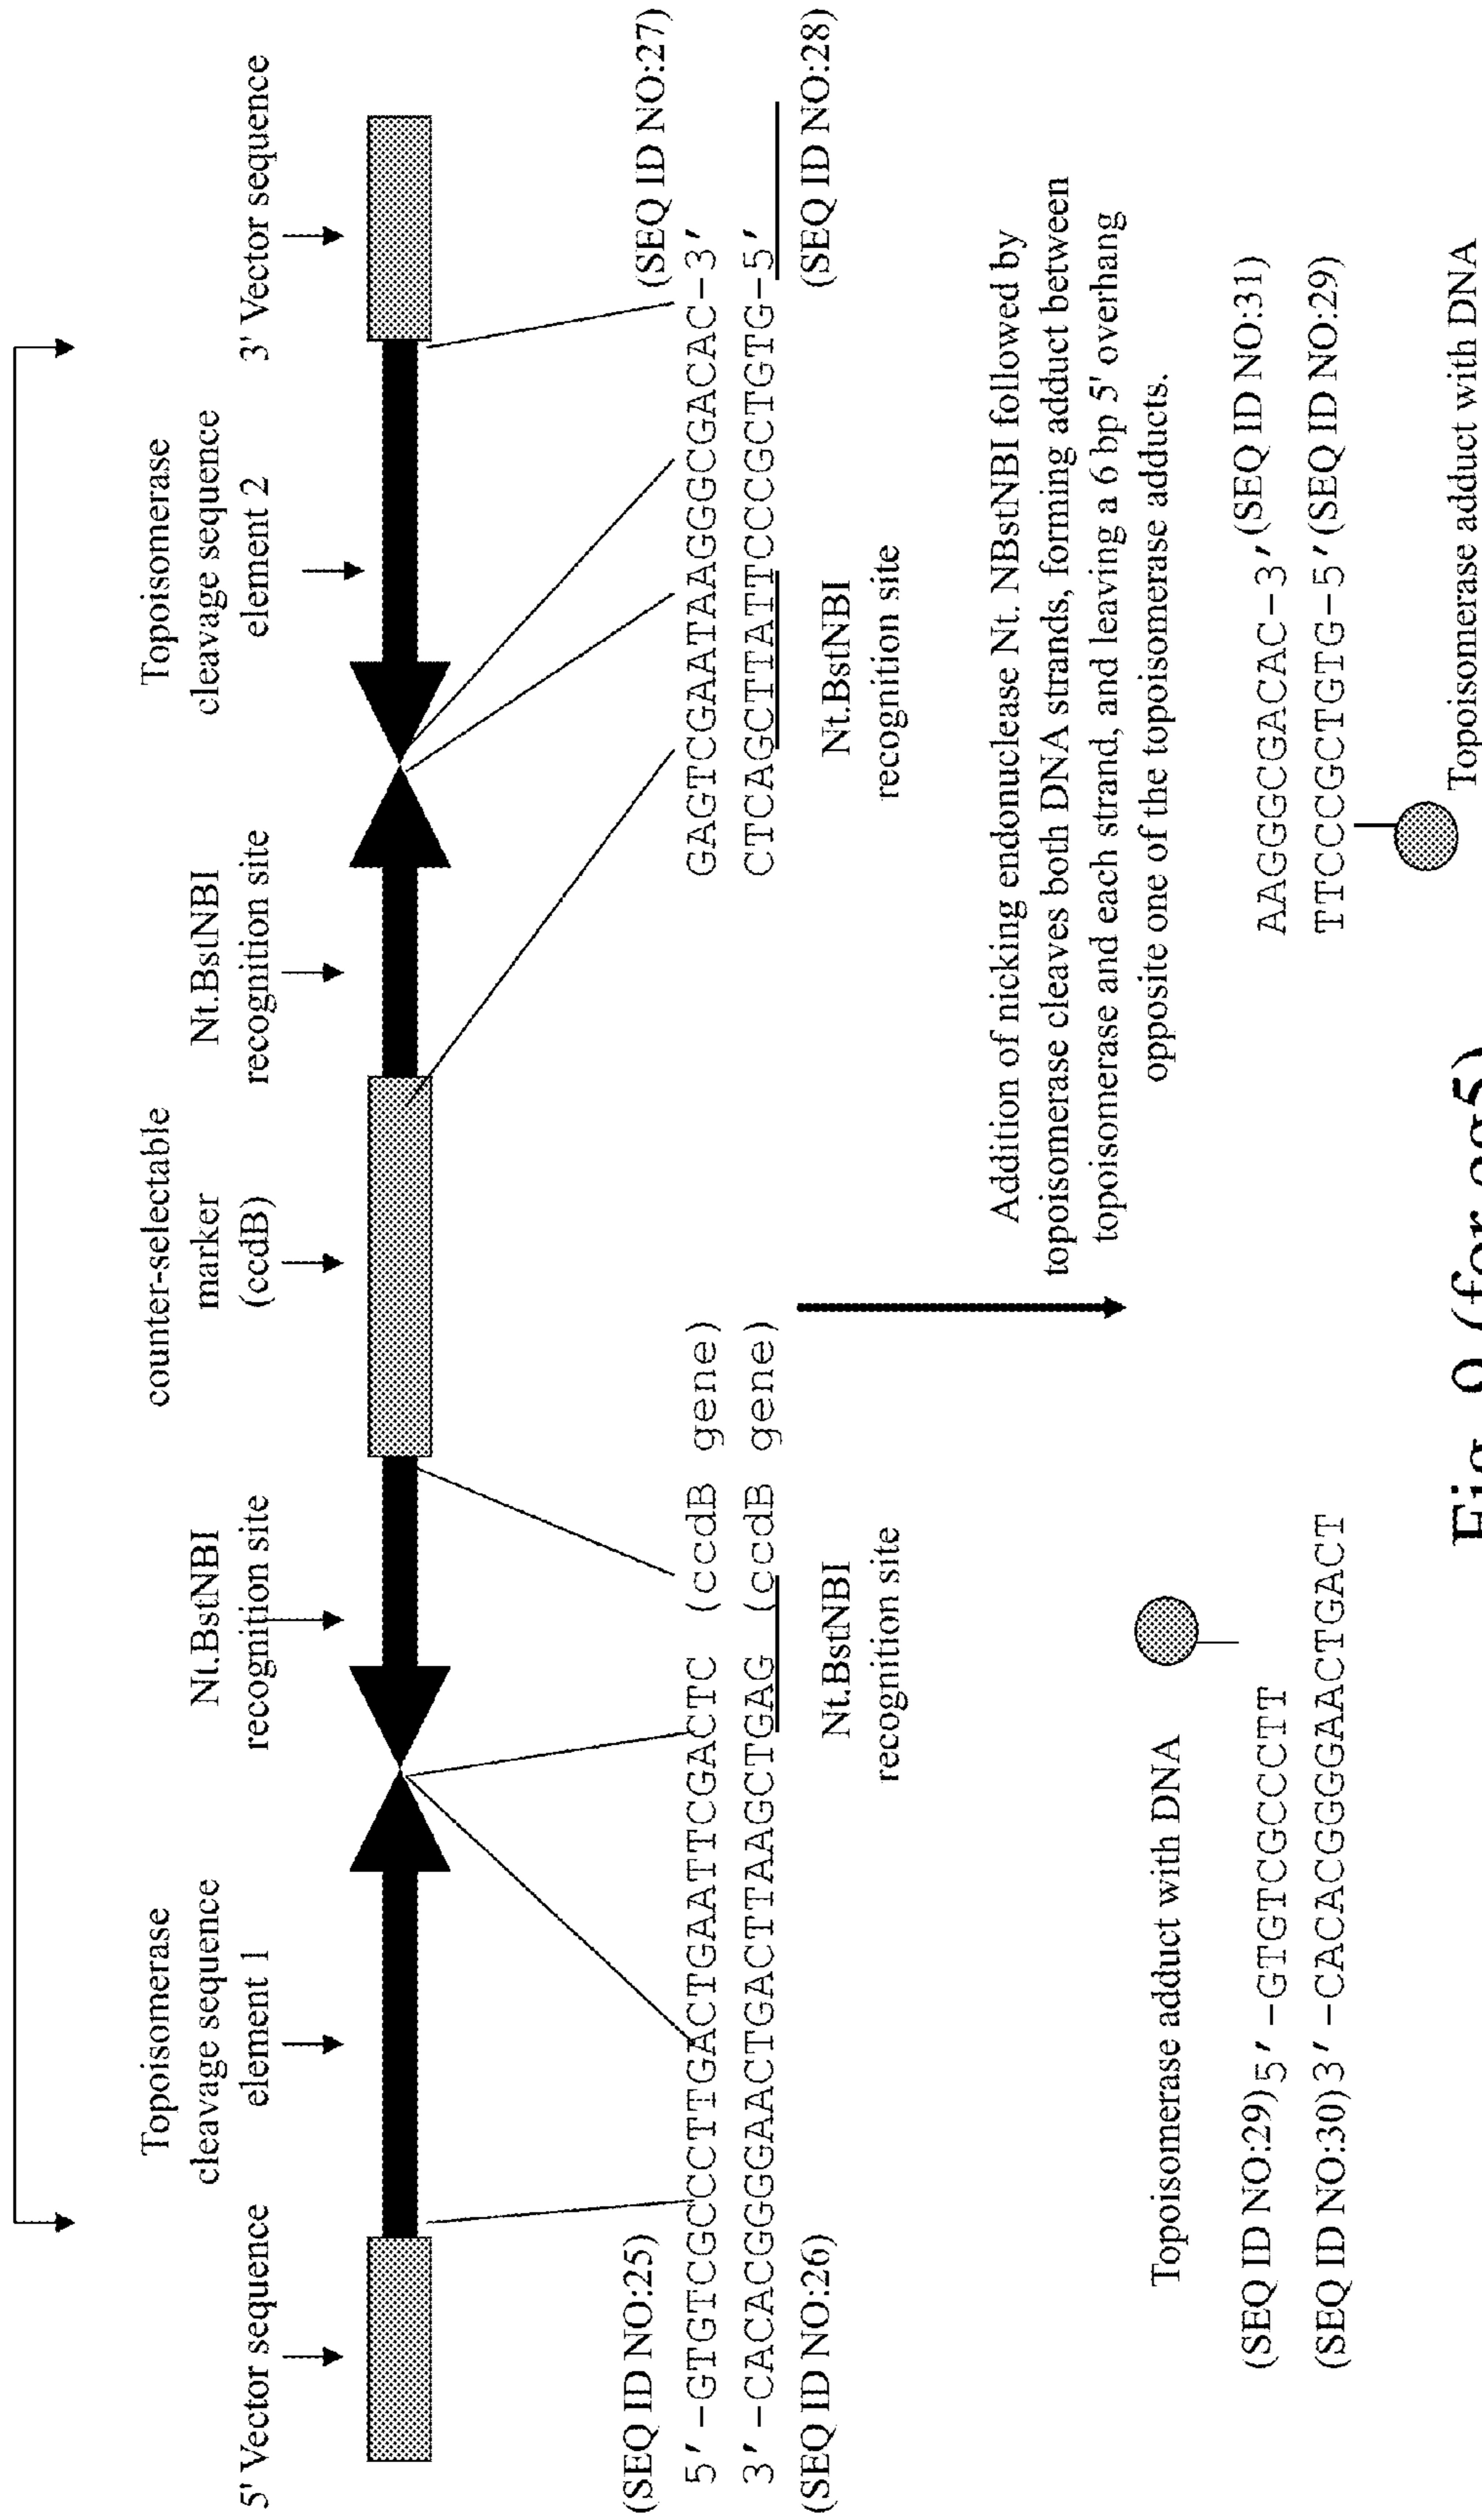 5' Vector sequence
Topoisomerase
cleavage sequence
element 1
Nt.BstNBI
recognition site
counter-selectable
marker
(ccdB)
Nt.BstNBI
recognition site
Topoisomerase
cleavage sequence
element 2
3' Vector sequence
(SEQ ID NO:25)
5'-GTGTCGCCCTTGACTGAATTCGACTC (ccdB gene)
3'-CACACGGGGAACTGACTTAAGCTGAG (ccdB gene)
(SEQ ID NO:26)
Nt.BstNBI
recognition site
(SEQ ID NO:27)
GAGTCGAATAAGGGCGACAC-3'
CTCAGCTTATTCCCGCTGTG-5'
(SEQ ID NO:28)
Nt.BstNBI
recognition site
Addition of nicking endonuclease Nt. NBstNBI followed by
topoisomerase cleaves both DNA strands, forming adduct between
topoisomerase and each strand, and leaving a 6 bp 5' overhang
opposite one of the topoisomerase adducts.
Topoisomerase adduct with DNA
(SEQ ID NO:29)5'-GTGTCGCCCTT
(SEQ ID NO:30)3'-CACACGGGGAACTGACT
AAGGGCGACAC-3'(SEQ ID NO:31)
TTCCCGCTGTG-5'(SEQ ID NO:29)
Topoisomerase adduct with DNA
Fig. 9 (for eg5)